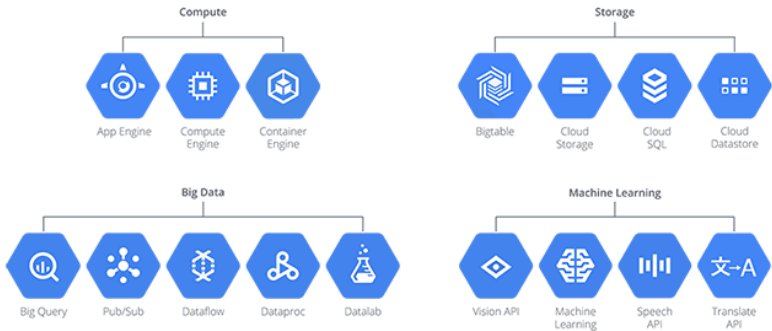 Compute
Storage
App Engine
Compute
Engine
Container
Engine
Bigtable
Cloud
Storage
Cloud
SQL
Cloud
Datastore
Big Data
Machine Learning
Big Query
Pub/Sub
Dataflow
Dataproc
Datalab
Vision API
Machine
Learning
Speech
API
文→A
Translate
API